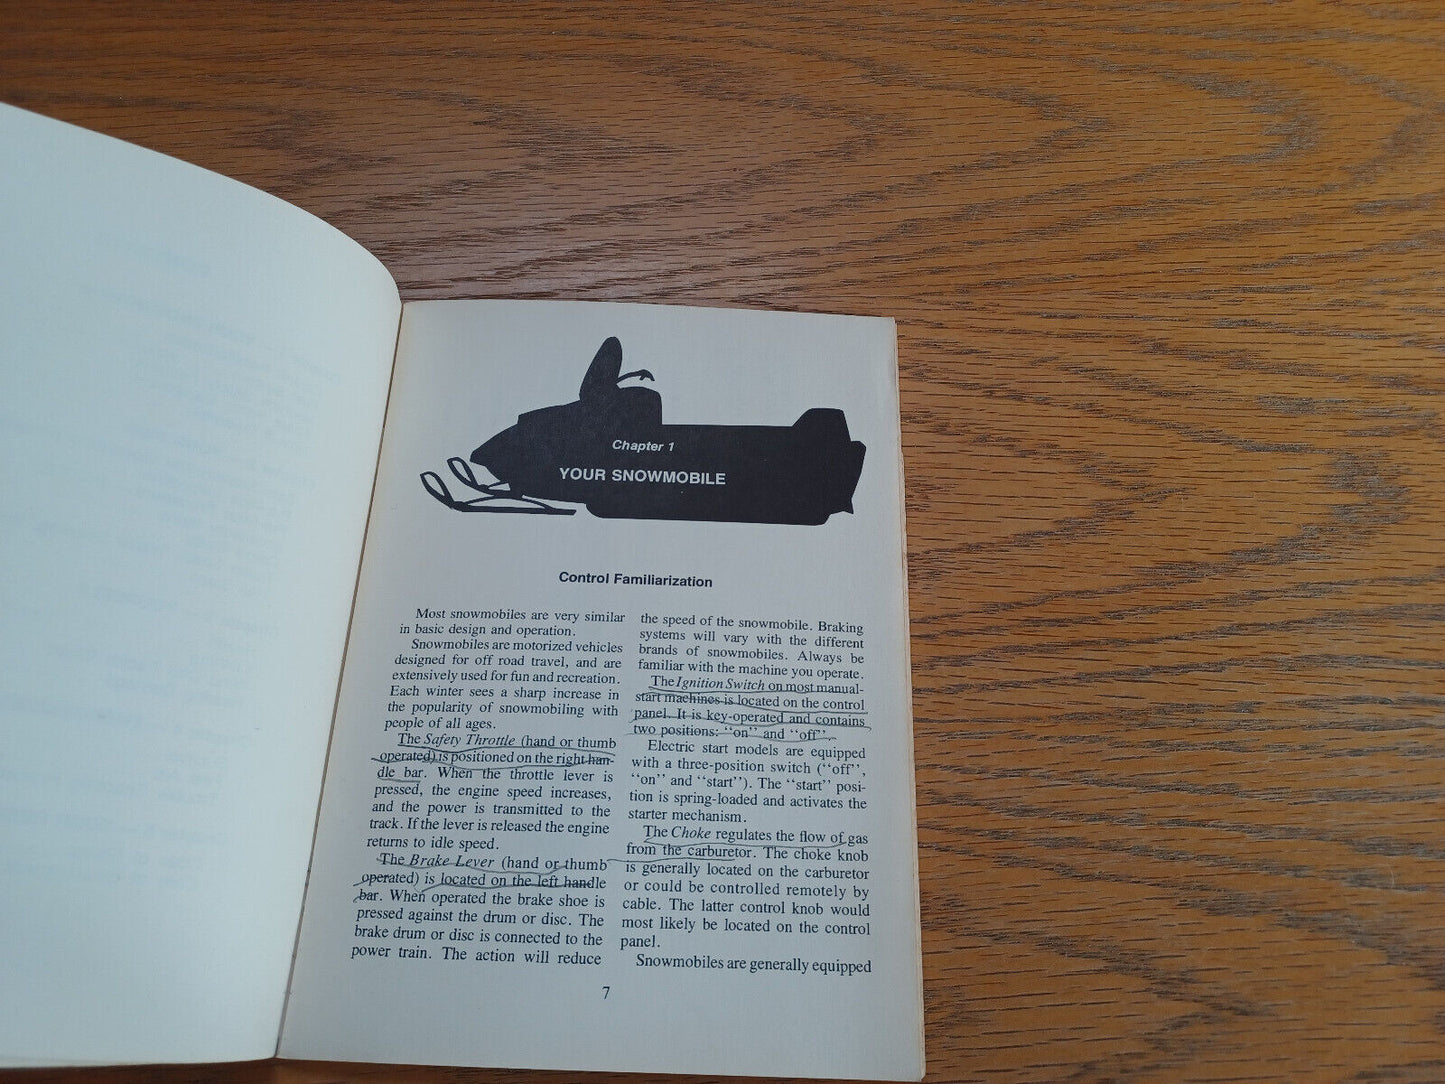 Chapter 1
YOUR SNOWMOBILE
Control Familiarization
Most snowmobiles are very similar
in basic design and operation.
Snowmobiles are motorized vehicles
designed for off road travel, and are
extensively used for fun and recreation.
Each winter sees a sharp increase in
the popularity of snowmobiling with
people of all ages.
The Safety Throttle (hand or thumb
operated) is positioned on the right han-
dle bar. When the throttle lever is
pressed, the engine speed increases,
and the power is transmitted to the
track. If the lever is released the engine
returns to idle speed.
The Brake Lever (hand or thumb
operated) is located on the left handle
bar. When operated the brake shoe is
pressed against the drum or disc. The
brake drum or disc is connected to the
power train. The action will reduce
the speed of the snowmobile. Braking
systems will vary with the different
brands of snowmobiles. Always be
familiar with the machine you operate.
The Ignition Switch on most manual-
start machines is located on the control
panel. It is key-operated and contains
two positions: "on" and "off".
Electric start models are equipped
with a three-position switch ("off",
"on" and "start"). The "start" posi-
tion is spring-loaded and activates the
starter mechanism.
The Choke regulates the flow of gas
from the carburetor. The choke knob
is generally located on the carburetor
or could be controlled remotely by
cable. The latter control knob would
most likely be located on the control
panel.
Snowmobiles are generally equipped
7